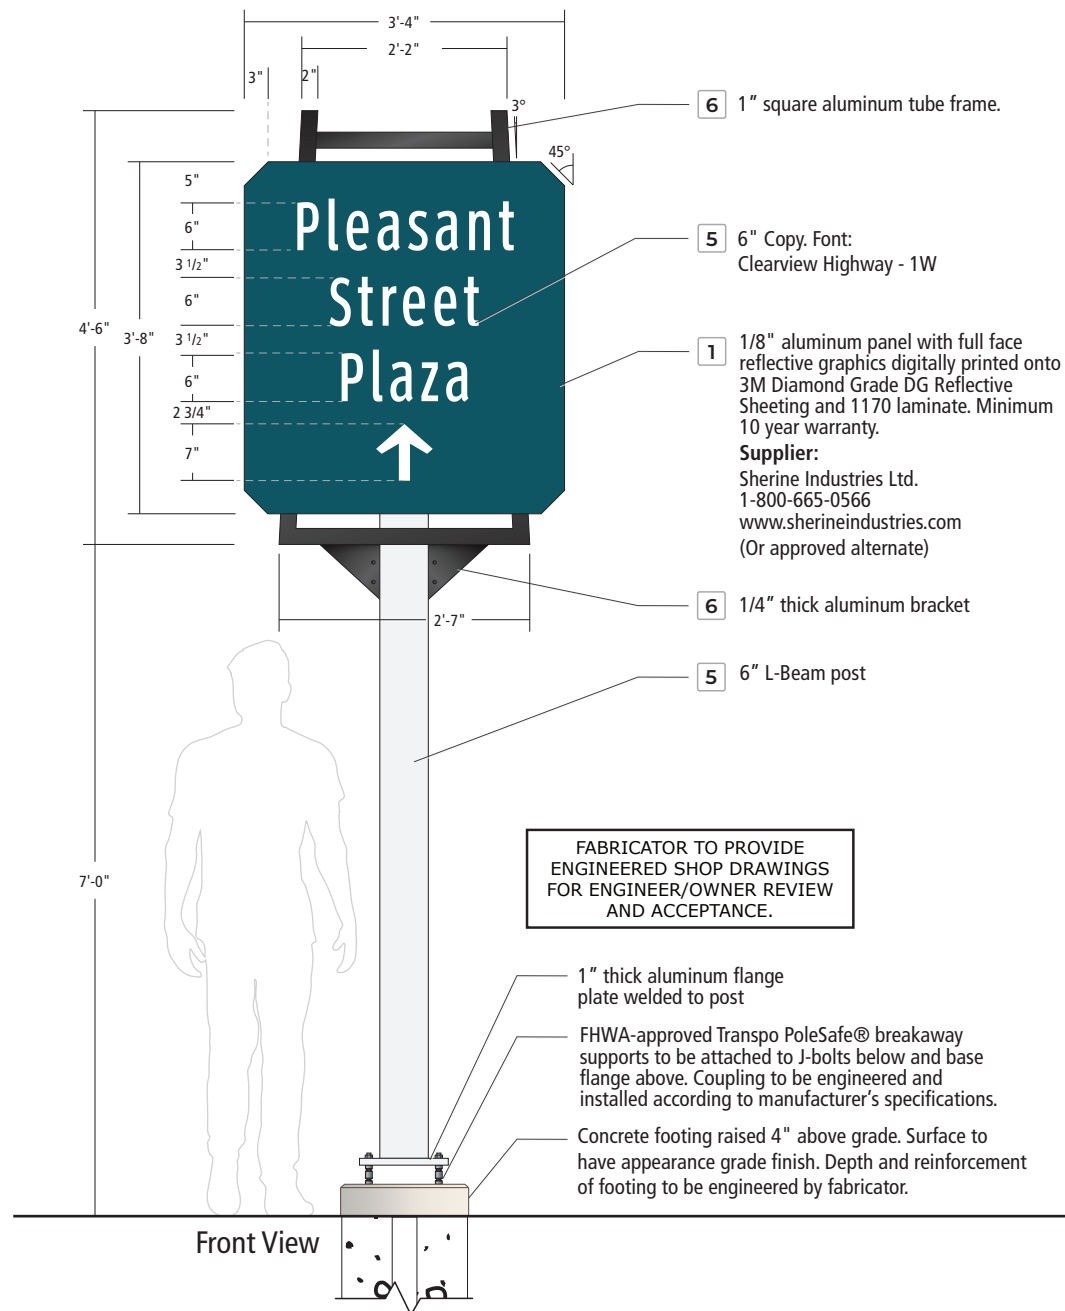 3'-4"
2'-2"
3"
2"
3°
45°
6 1” square aluminum tube frame.
5"
6"
3 1/2"
6"
3 1/2"
6"
2 3/4"
7"
4'-6"
3'-8"
Pleasant
Street
Plaza
5 6" Copy. Font:
Clearview Highway - 1W
1 1/8" aluminum panel with full face
reflective graphics digitally printed onto
3M Diamond Grade DG Reflective
Sheeting and 1170 laminate. Minimum
10 year warranty.
Supplier:
Sherine Industries Ltd.
1-800-665-0566
www.sherineindustries.com
(Or approved alternate)
6 1/4” thick aluminum bracket
2'-7"
5 6” L-Beam post
7'-0"
FABRICATOR TO PROVIDE
ENGINEERED SHOP DRAWINGS
FOR ENGINEER/OWNER REVIEW
AND ACCEPTANCE.
1” thick aluminum flange
plate welded to post
FHWA-approved Transpo PoleSafe® breakaway
supports to be attached to J-bolts below and base
flange above. Coupling to be engineered and
installed according to manufacturer’s specifications.
Concrete footing raised 4" above grade. Surface to
have appearance grade finish. Depth and reinforcement
of footing to be engineered by fabricator.
Front View